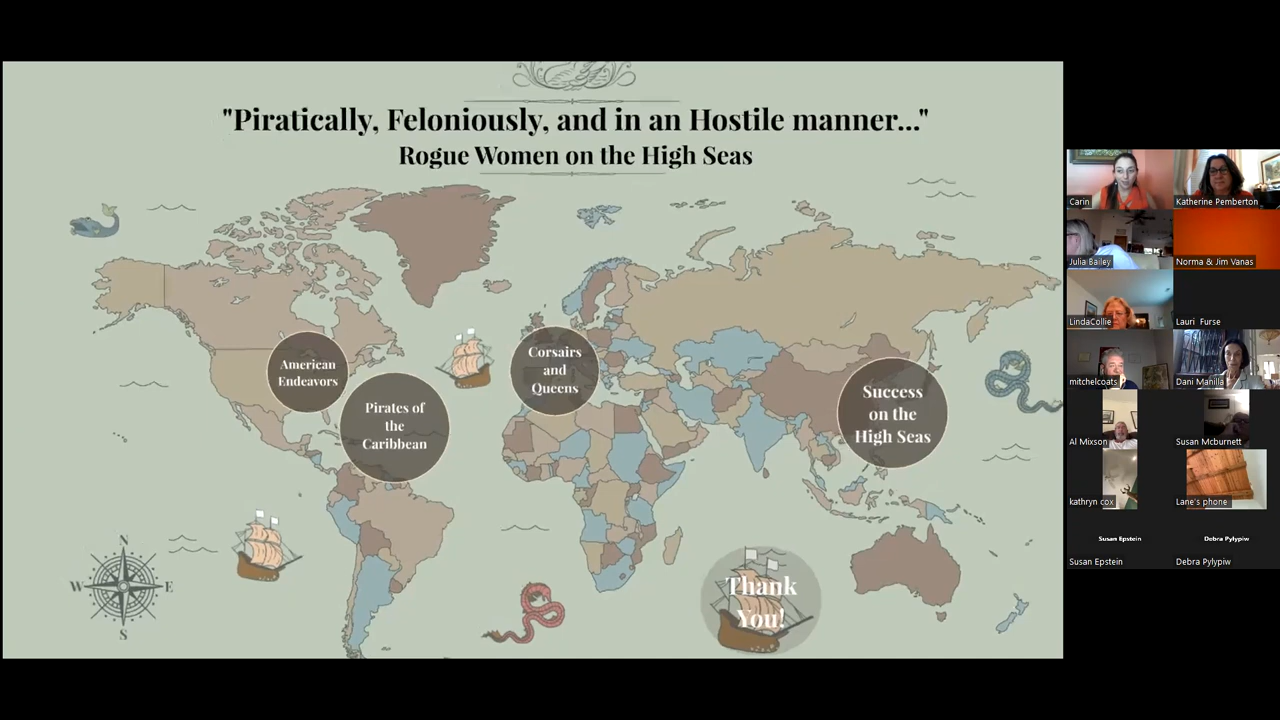 "Piratically, Feloniously, and in an Hostile manner..."
Rogue Women on the High Seas
American
Endeavors
Pirates of
the
Caribbean
Corsairs
and
Queens
Success
on the
High Seas
Thank
You!
N
W
E
S
Carin
Katherine Pemberton
Julia Bailey
Norma & Jim Vanas
LindaCollie
Lauri Furse
mitchelcoats
Dani Manilla
Al Mixson
Susan Mcburnett
kathryn cox
Lane's phone
Susan Epstein
Debra Pylypiw
Susan Epstein
Debra Pylypiw